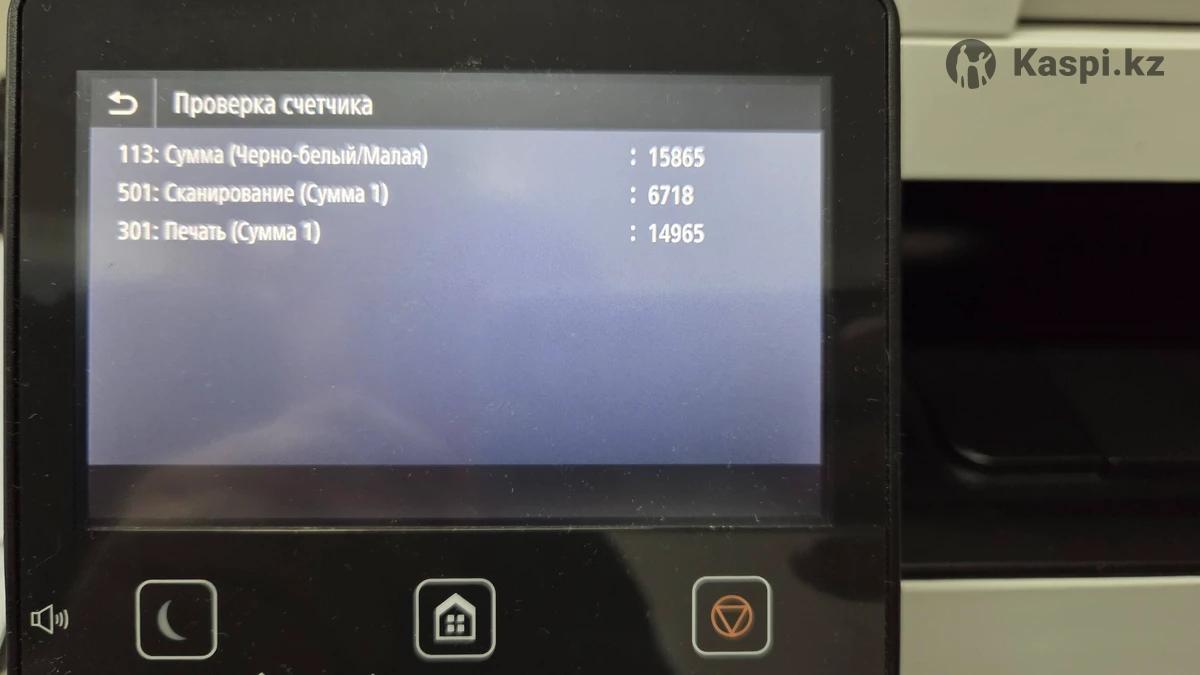 Kaspi.kz
Проверка счетчика
113: Сумма (Черно-белый/Малая) : 15865
501: Сканирование (Сумма 1) : 6718
301: Печать (Сумма 1) : 14965